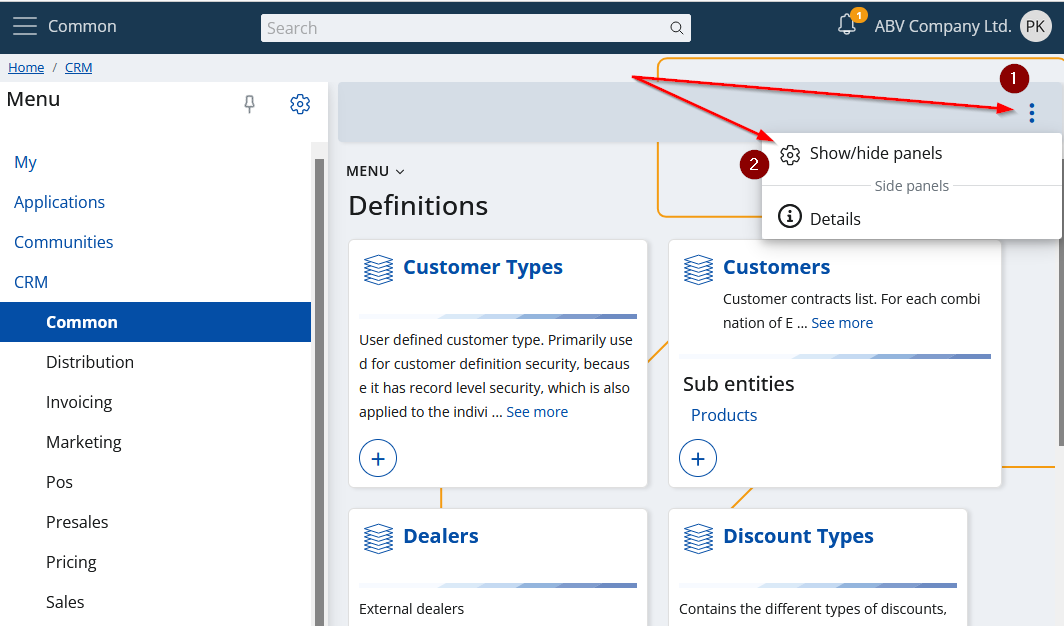 Common
Search
1
ABV Company Ltd.
PK
Home / CRM
Menu
1
2
Show/hide panels
Side panels
Details
My
Applications
Communities
CRM
Common
Distribution
Invoicing
Marketing
Pos
Presales
Pricing
Sales
MENU
Definitions
Customer Types
User defined customer type. Primarily use
d for customer definition security, becaus
e it has record level security, which is also
applied to the indivi ... See more
+
Customers
Customer contracts list. For each combi
nation of E ... See more
Sub entities
Products
+
Dealers
External dealers
Discount Types
Contains the different types of discounts,